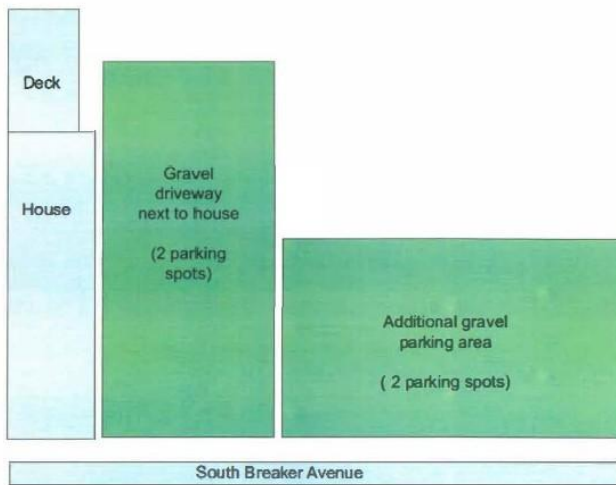 Deck
House
Gravel
driveway
next to house
(2 parking
spots)
Additional gravel
parking area
( 2 parking spots)
South Breaker Avenue